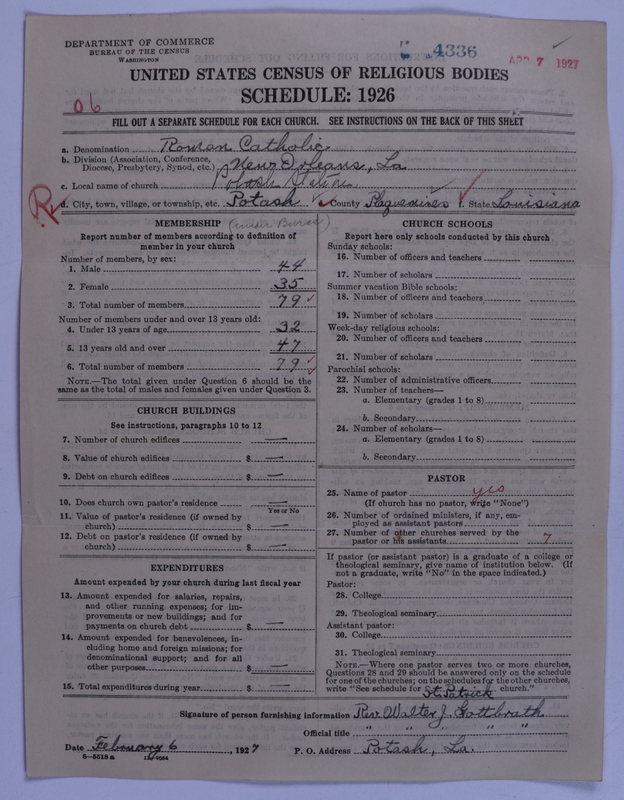 DEPARTMENT OF COMMERCE
BUREAU OF THE CENSUS
WASHINGTON
4336
APR 7 1927
UNITED STATES CENSUS OF RELIGIOUS BODIES
SCHEDULE: 1926
06
FILL OUT A SEPARATE SCHEDULE FOR EACH CHURCH. SEE INSTRUCTIONS ON THE BACK OF THIS SHEET
a. Denomination Roman Catholic
b. Division (Association, Conference, Diocese, Presbytery, Synod, etc.) New Orleans, La
c. Local name of church Potash
d. City, town, village, or township, etc. Potash County Plaquemines f. State Louisiana
MEMBERSHIP
Report number of members according to definition of
member in your church
Number of members, by sex:
1. Male 44
2. Female 35
3. Total number of members 79
Number of members under and over 13 years old:
4. Under 13 years of age 32
5. 13 years old and over 47
6. Total number of members 79
NOTE.—The total given under Question 6 should be the
same as the total of males and females given under Question 3.
CHURCH BUILDINGS
See instructions, paragraphs 10 to 12
7. Number of church edifices —
8. Value of church edifices $ —
9. Debt on church edifices $ —
10. Does church own pastor's residence —
Yes or No
11. Value of pastor's residence (if owned by
church) $ —
12. Debt on pastor's residence (if owned by
church) $ —
EXPENDITURES
Amount expended by your church during last fiscal year
13. Amount expended for salaries, repairs,
and other running expenses; for im-
provements or new buildings; and for
payments on church debt $ —
14. Amount expended for benevolences, in-
cluding home and foreign missions; for
denominational support; and for all
other purposes $ —
15. Total expenditures during year $ —
CHURCH SCHOOLS
Report here only schools conducted by this church
Sunday schools:
16. Number of officers and teachers
17. Number of scholars
Summer vacation Bible schools:
18. Number of officers and teachers
19. Number of scholars
Week-day religious schools:
20. Number of officers and teachers
21. Number of scholars
Parochial schools:
22. Number of administrative officers
23. Number of teachers—
a. Elementary (grades 1 to 8)
b. Secondary
24. Number of scholars—
a. Elementary (grades 1 to 8)
b. Secondary
PASTOR
25. Name of pastor yes
(If church has no pastor, write "None")
26. Number of ordained ministers, if any, em-
ployed as assistant pastors
27. Number of other churches served by the
pastor or his assistants 7
If pastor (or assistant pastor) is a graduate of a college or
theological seminary, give name of institution below. (If
not a graduate, write "No" in the space indicated.)
Pastor:
28. College
29. Theological seminary
Assistant pastor:
30. College
31. Theological seminary
NOTE.—Where one pastor serves two or more churches,
Questions 28 and 29 should be answered only on the schedule
for one of the churches; on the schedules for the other churches,
write "See schedule for St. Patrick church."
Signature of person furnishing information Rev. Walter J. Gottbrath
Official title " " " "
Date February 6, 1927 P. O. Address Potash, La.